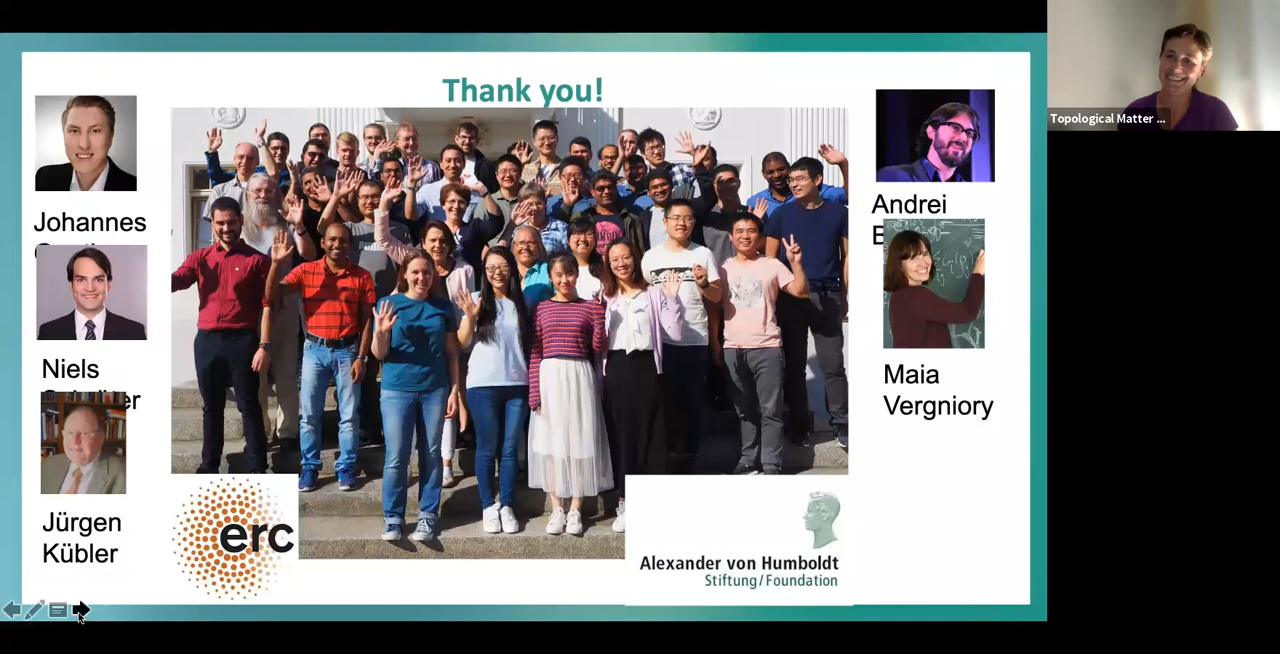 Thank you!
Topological Matter ...
Johannes
Andrei
Niels
Maia
Vergniory
Jürgen
Kübler
erc
Alexander von Humboldt
Stiftung/Foundation